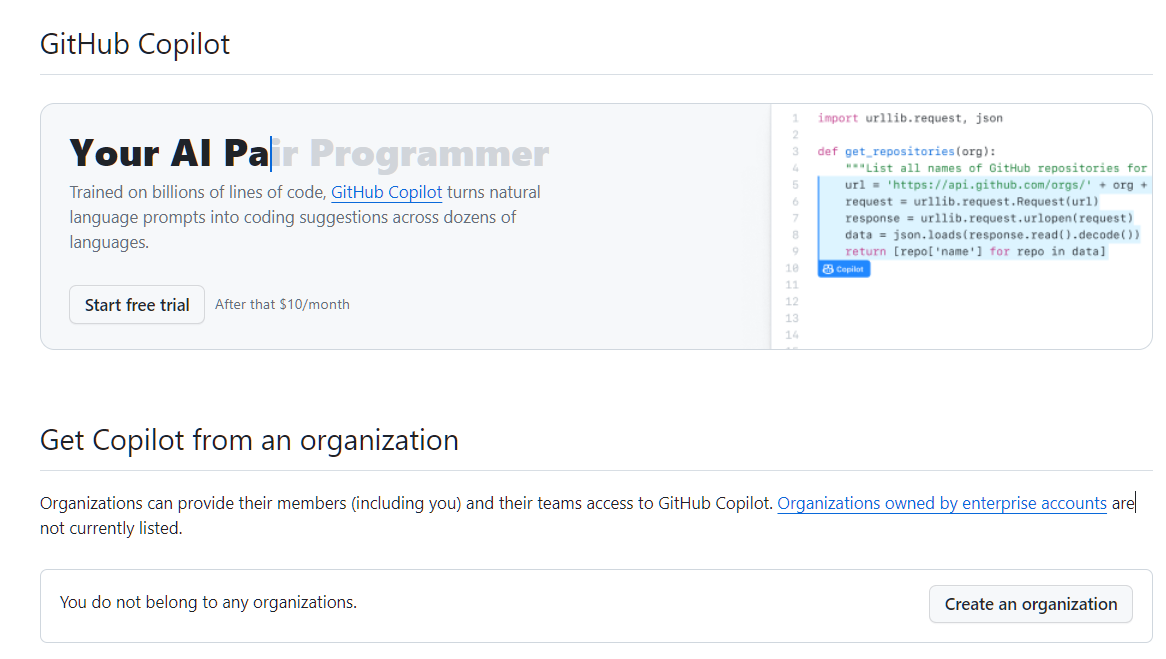 GitHub Copilot
Your AI Pair Programmer
Trained on billions of lines of code, GitHub Copilot turns natural
language prompts into coding suggestions across dozens of
languages.
Start free trial After that $10/month
1 import urllib.request, json
2
3 def get_repositories(org):
4 """List all names of GitHub repositories for
5 url = 'https://api.github.com/orgs/' + org +
6 request = urllib.request.Request(url)
7 response = urllib.request.urlopen(request)
8 data = json.loads(response.read().decode())
9 return [repo['name'] for repo in data]
10 Copilot
11
12
13
14
Get Copilot from an organization
Organizations can provide their members (including you) and their teams access to GitHub Copilot. Organizations owned by enterprise accounts are
not currently listed.
You do not belong to any organizations. Create an organization